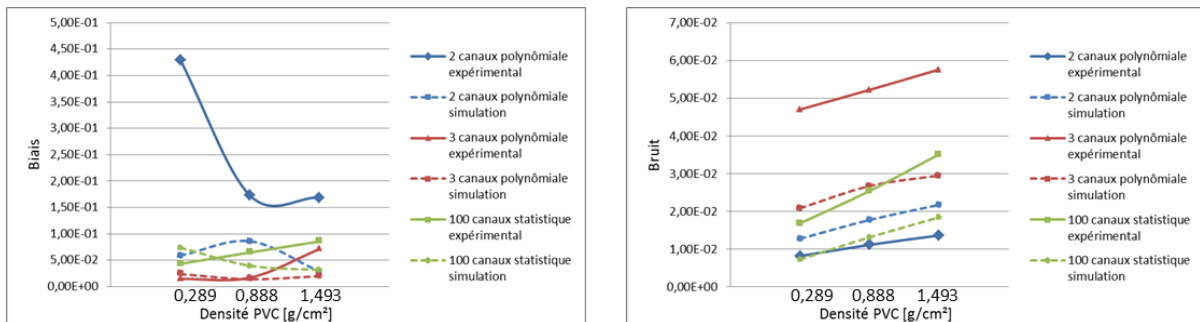 5,00E-01
4,50E-01
4,00E-01
3,50E-01
3,00E-01
2,50E-01
2,00E-01
1,50E-01
1,00E-01
5,00E-02
0,00E+00
Biais
0,289 0,888 1,493
Densité PVC [g/cm²]
2 canaux polynômiale
expérimental
2 canaux polynômiale
simulation
3 canaux polynômiale
expérimental
3 canaux polynômiale
simulation
100 canaux statistique
expérimental
100 canaux statistique
simulation
7,00E-02
6,00E-02
5,00E-02
4,00E-02
3,00E-02
2,00E-02
1,00E-02
0,00E+00
Bruit
0,289 0,888 1,493
Densité PVC [g/cm²]
2 canaux polynômiale
expérimental
2 canaux polynômiale
simulation
3 canaux polynômiale
expérimental
3 canaux polynômiale
simulation
100 canaux statistique
expérimental
100 canaux statistique
simulation